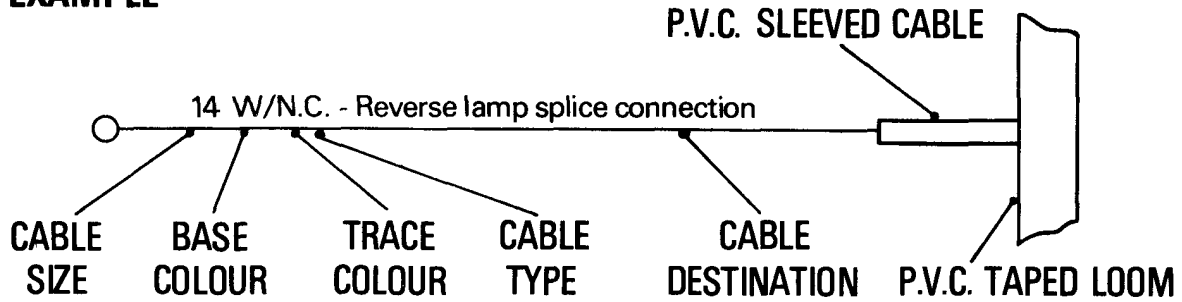 EXAMPLE
P.V.C. SLEEVED CABLE
14 W/N.C. - Reverse lamp splice connection
CABLE SIZE
BASE COLOUR
TRACE COLOUR
CABLE TYPE
CABLE DESTINATION
P.V.C. TAPED LOOM